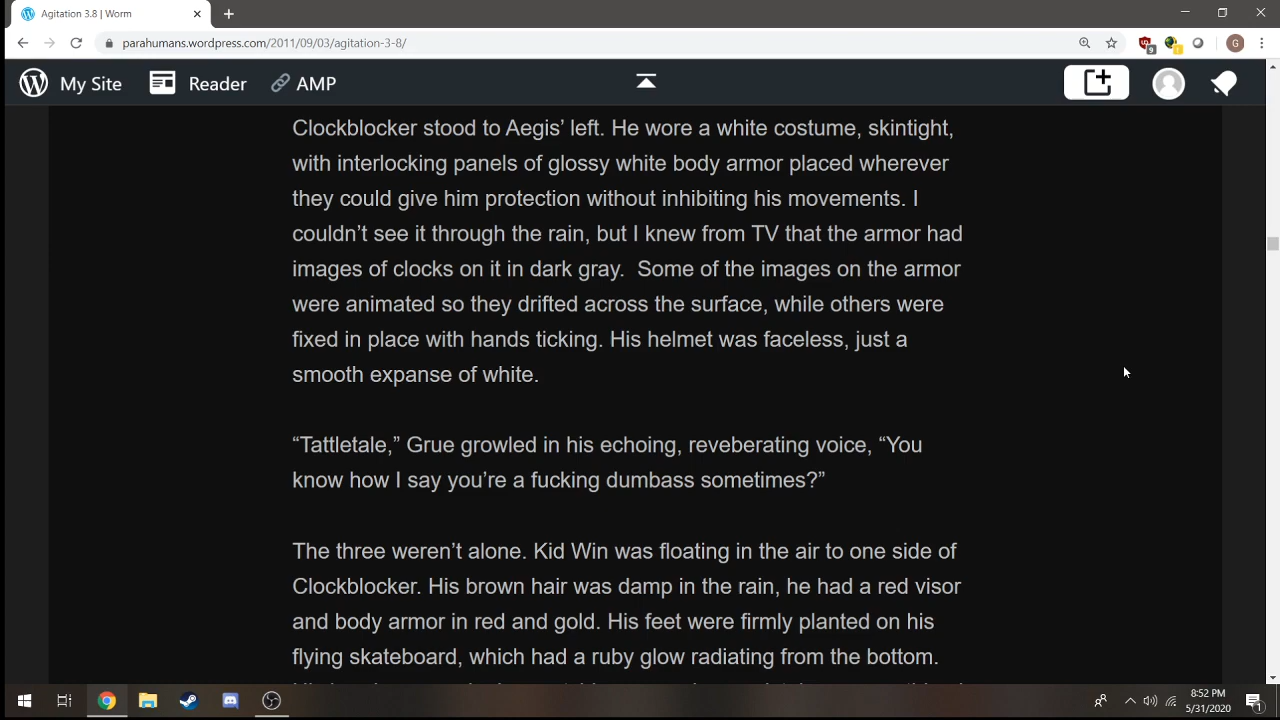 Agitation 3.8 | Worm
parahumans.wordpress.com/2011/09/03/agitation-3-8/
9
G
My Site
Reader
AMP
Clockblocker stood to Aegis’ left. He wore a white costume, skintight,
with interlocking panels of glossy white body armor placed wherever
they could give him protection without inhibiting his movements. I
couldn’t see it through the rain, but I knew from TV that the armor had
images of clocks on it in dark gray.  Some of the images on the armor
were animated so they drifted across the surface, while others were
fixed in place with hands ticking. His helmet was faceless, just a
smooth expanse of white.
“Tattletale,” Grue growled in his echoing, reveberating voice, “You
know how I say you’re a fucking dumbass sometimes?”
The three weren’t alone. Kid Win was floating in the air to one side of
Clockblocker. His brown hair was damp in the rain, he had a red visor
and body armor in red and gold. His feet were firmly planted on his
flying skateboard, which had a ruby glow radiating from the bottom.
8:52 PM
5/31/2020
1